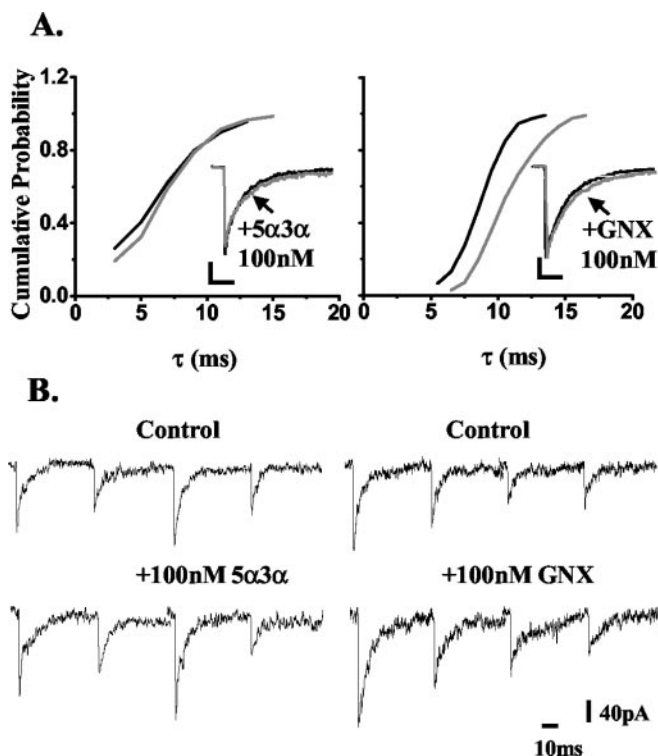 A.
Cumulative Probability
1.2
0.8
0.4
0.0
0 5 10 15 20
τ (ms)
+5α3α
100nM
0 5 10 15 20
τ (ms)
+GNX
100nM
B.
Control
Control
+100nM 5α3α
+100nM GNX
40pA
10ms